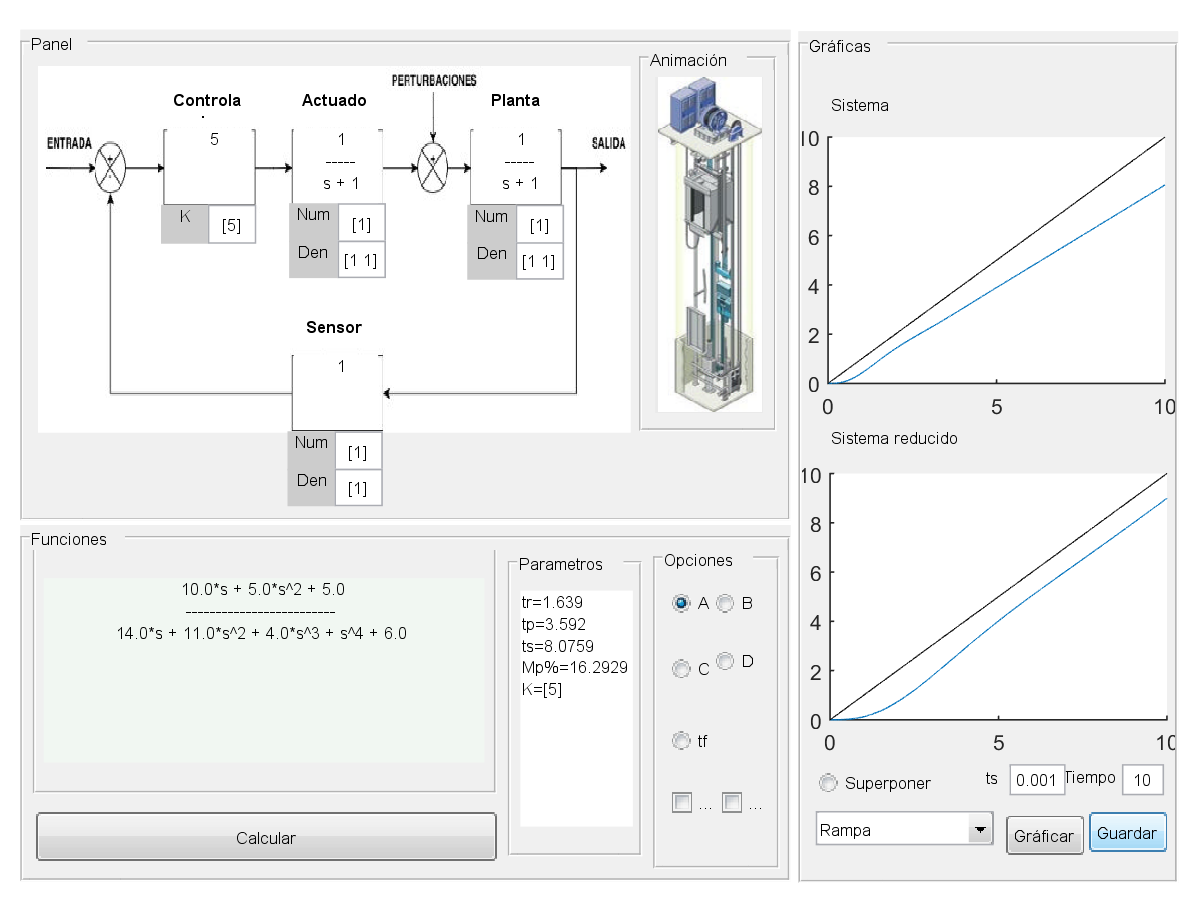 Panel
PERTURBACIONES
Controla
Actuado
Planta
ENTRADA
SALIDA
5
1
-----
s + 1
1
-----
s + 1
K
[5]
Num
[1]
Den
[1 1]
Num
[1]
Den
[1 1]
Sensor
1
Num
[1]
Den
[1]
Animación
Gráficas
Sistema
10
8
6
4
2
0
0
5
10
Sistema reducido
10
8
6
4
2
0
0
5
10
Superponer
ts
0.001
Tiempo
10
Rampa
Gráficar
Guardar
Funciones
10.0*s + 5.0*s^2 + 5.0
-------------------------
14.0*s + 11.0*s^2 + 4.0*s^3 + s^4 + 6.0
Calcular
Parametros
tr=1.639
tp=3.592
ts=8.0759
Mp%=16.2929
K=[5]
Opciones
A
B
C
D
tf
...
...